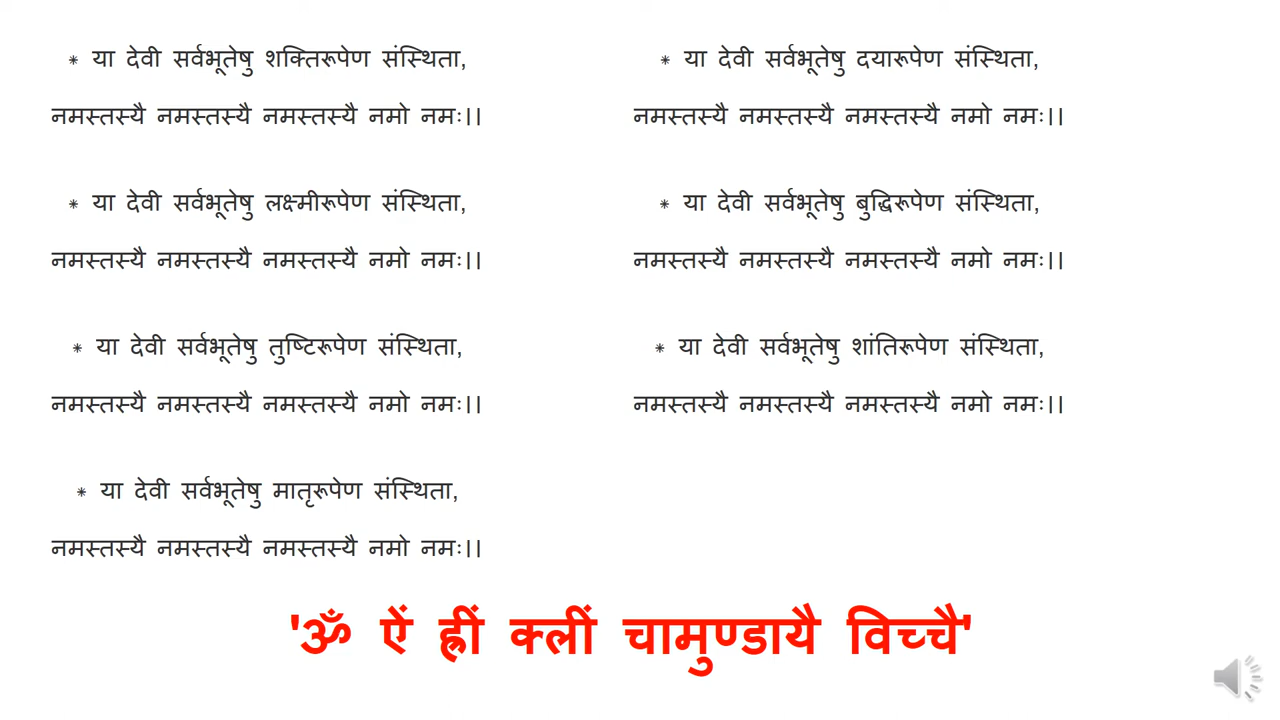 * या देवी सर्वभूतेषु शक्तिरूपेण संस्थिता,
नमस्तस्यै नमस्तस्यै नमस्तस्यै नमो नमः।।
* या देवी सर्वभूतेषु लक्ष्मीरूपेण संस्थिता,
नमस्तस्यै नमस्तस्यै नमस्तस्यै नमो नमः।।
* या देवी सर्वभूतेषु तुष्टिरूपेण संस्थिता,
नमस्तस्यै नमस्तस्यै नमस्तस्यै नमो नमः।।
* या देवी सर्वभूतेषु मातृरूपेण संस्थिता,
नमस्तस्यै नमस्तस्यै नमस्तस्यै नमो नमः।।
* या देवी सर्वभूतेषु दयारूपेण संस्थिता,
नमस्तस्यै नमस्तस्यै नमस्तस्यै नमो नमः।।
* या देवी सर्वभूतेषु बुद्धिरूपेण संस्थिता,
नमस्तस्यै नमस्तस्यै नमस्तस्यै नमो नमः।।
* या देवी सर्वभूतेषु शांतिरूपेण संस्थिता,
नमस्तस्यै नमस्तस्यै नमस्तस्यै नमो नमः।।
'ॐ ऐं ह्रीं क्लीं चामुण्डायै विच्चै'